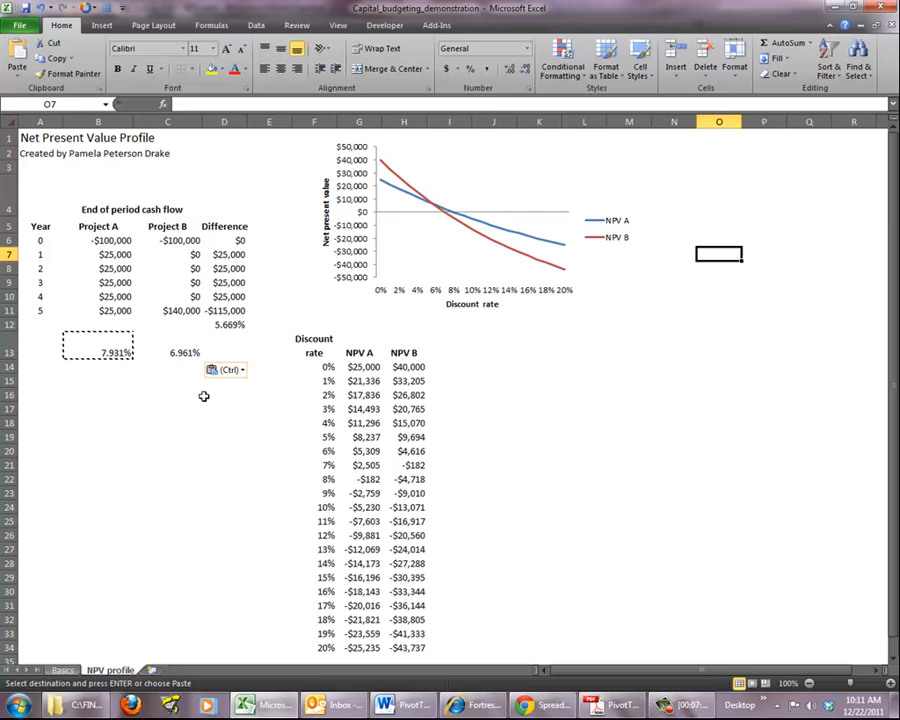 Capital_budgeting_demonstration - Microsoft Excel
File Home Insert Page Layout Formulas Data Review View Developer Add-Ins
Cut
Copy
Format Painter
Paste
Clipboard
Calibri 11
B I U
Font
Wrap Text
Merge & Center
Alignment
General
$ % ,
Number
Conditional Formatting
Format as Table
Cell Styles
Styles
Insert Delete Format
Cells
AutoSum
Fill
Clear
Sort & Filter
Find & Select
Editing
O7 fx
A B C D E F G H I J K L M N O P Q R
1 Net Present Value Profile
2 Created by Pamela Peterson Drake
3
4 End of period cash flow
5 Year Project A Project B Difference
6 0 -$100,000 -$100,000 $0
7 1 $25,000 $0 $25,000
8 2 $25,000 $0 $25,000
9 3 $25,000 $0 $25,000
10 4 $25,000 $0 $25,000
11 5 $25,000 $140,000 -$115,000
12 5.669%
13 7.931% 6.961%
(Ctrl)
Net present value
$50,000
$40,000
$30,000
$20,000
$10,000
$0
-$10,000
-$20,000
-$30,000
-$40,000
-$50,000
0% 2% 4% 6% 8% 10% 12% 14% 16% 18% 20%
Discount rate
NPV A
NPV B
Discount
rate NPV A NPV B
14 0% $25,000 $40,000
15 1% $21,336 $33,205
16 2% $17,836 $26,802
17 3% $14,493 $20,765
18 4% $11,296 $15,070
19 5% $8,237 $9,694
20 6% $5,309 $4,616
21 7% $2,505 -$182
22 8% -$182 -$4,718
23 9% -$2,759 -$9,010
24 10% -$5,230 -$13,071
25 11% -$7,603 -$16,917
26 12% -$9,881 -$20,560
27 13% -$12,069 -$24,014
28 14% -$14,173 -$27,288
29 15% -$16,196 -$30,395
30 16% -$18,143 -$33,344
31 17% -$20,016 -$36,144
32 18% -$21,821 -$38,805
33 19% -$23,559 -$41,333
34 20% -$25,235 -$43,737
35
Basics NPV profile
Select destination and press ENTER or choose Paste
100%
C:\FIN... Micros... Inbox -... PivotT... Fortres... Spread... PivotT... (00:07:... Desktop
10:11 AM
12/22/2011